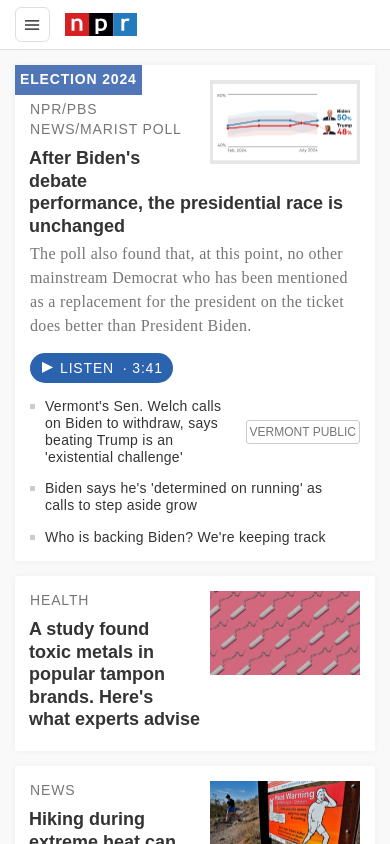 npr
ELECTION 2024
NPR/PBS
NEWS/MARIST POLL
60%
40%
Feb, 2024
July 2024
Biden
50%
Trump
48%
After Biden's
debate
performance, the presidential race is
unchanged
The poll also found that, at this point, no other
mainstream Democrat who has been mentioned
as a replacement for the president on the ticket
does better than President Biden.
LISTEN · 3:41
Vermont's Sen. Welch calls
on Biden to withdraw, says
beating Trump is an
'existential challenge'
VERMONT PUBLIC
Biden says he's 'determined on running' as
calls to step aside grow
Who is backing Biden? We're keeping track
HEALTH
A study found
toxic metals in
popular tampon
brands. Here's
what experts advise
NEWS
Hiking during
extreme heat can
Heat Warning